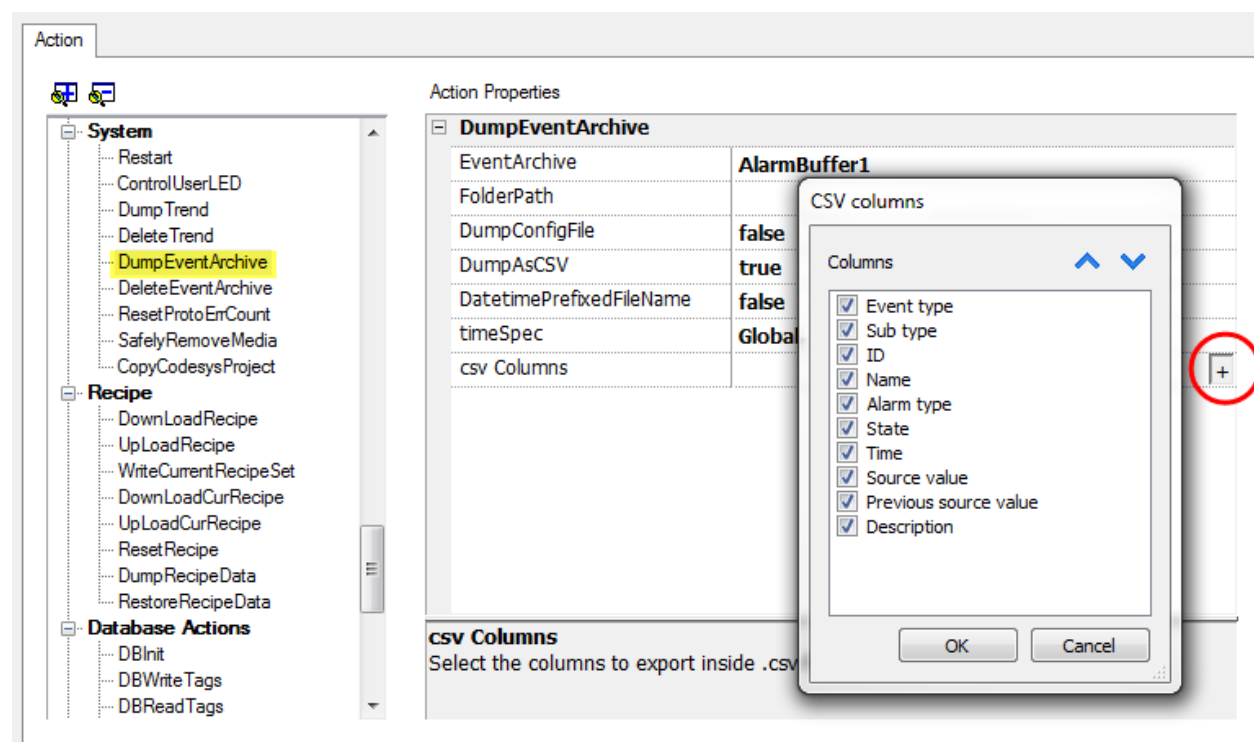 Action
System
Restart
ControlUserLED
DumpTrend
DeleteTrend
DumpEventArchive
DeleteEventArchive
ResetProtoErrCount
SafelyRemoveMedia
CopyCodesysProject
Recipe
DownLoadRecipe
UpLoadRecipe
WriteCurrentRecipeSet
DownLoadCurRecipe
UpLoadCurRecipe
ResetRecipe
DumpRecipeData
RestoreRecipeData
Database Actions
DBInit
DBWriteTags
DBReadTags
Action Properties
DumpEventArchive
EventArchive AlarmBuffer1
FolderPath
DumpConfigFile false
DumpAsCSV true
DatetimePrefixedFileName false
timeSpec Global
csv Columns +
csv Columns
Select the columns to export inside .csv
CSV columns
Columns
Event type
Sub type
ID
Name
Alarm type
State
Time
Source value
Previous source value
Description
OK Cancel